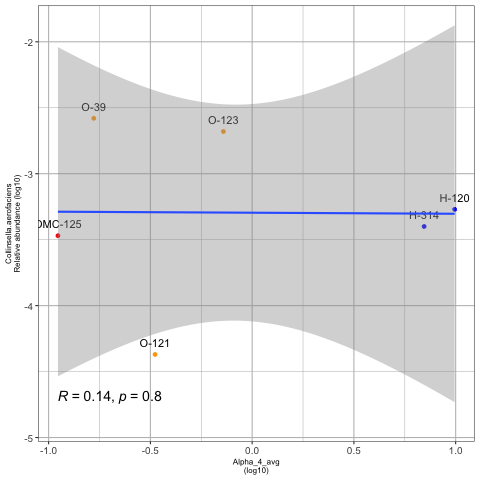 -2
-3
-4
-5
Collinsella.aerofaciens
Relative abundance (log10)
O-39
O-123
H-120
H-314
OMC-125
O-121
R = 0.14, p = 0.8
-1.0
-0.5
0.0
0.5
1.0
Alpha_4_avg
(log10)